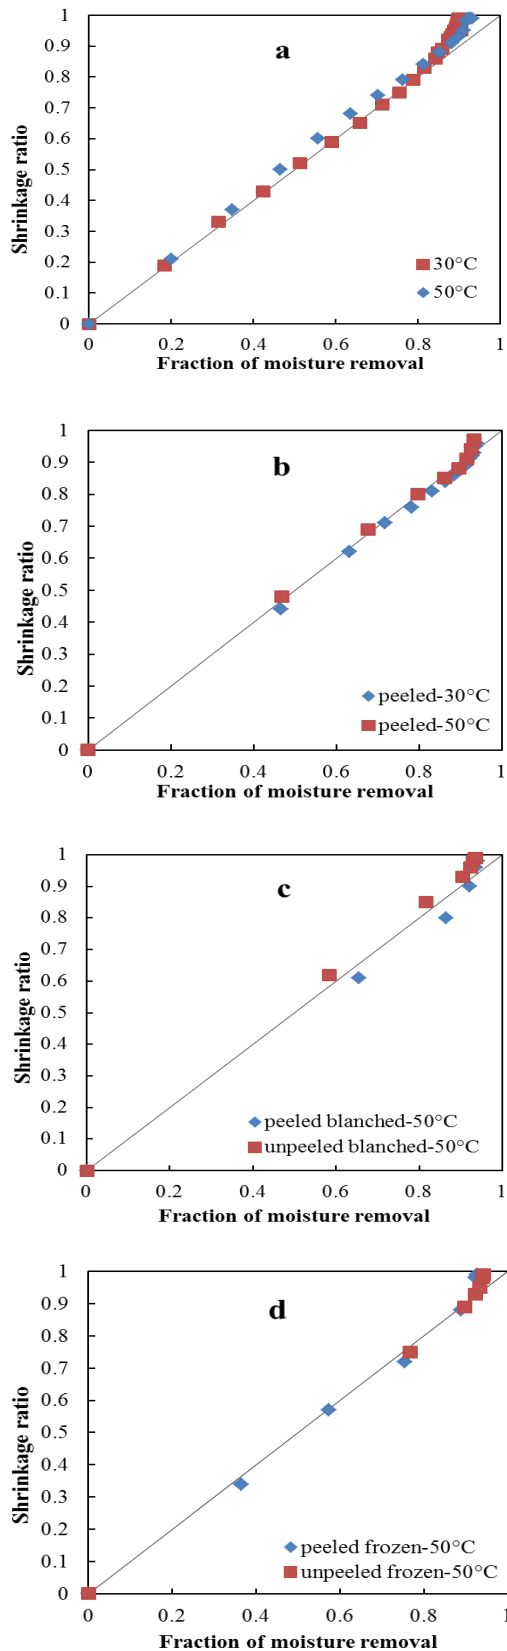 a
Shrinkage ratio
1
0.9
0.8
0.7
0.6
0.5
0.4
0.3
0.2
0.1
0
30°C
50°C
0 0.2 0.4 0.6 0.8 1
Fraction of moisture removal
b
Shrinkage ratio
1
0.9
0.8
0.7
0.6
0.5
0.4
0.3
0.2
0.1
0
peeled-30°C
peeled-50°C
0 0.2 0.4 0.6 0.8 1
Fraction of moisture removal
c
Shrinkage ratio
1
0.9
0.8
0.7
0.6
0.5
0.4
0.3
0.2
0.1
0
peeled blanched-50°C
unpeeled blanched-50°C
0 0.2 0.4 0.6 0.8 1
Fraction of moisture removal
d
Shrinkage ratio
1
0.9
0.8
0.7
0.6
0.5
0.4
0.3
0.2
0.1
0
peeled frozen-50°C
unpeeled frozen-50°C
0 0.2 0.4 0.6 0.8 1
Fraction of moisture removal